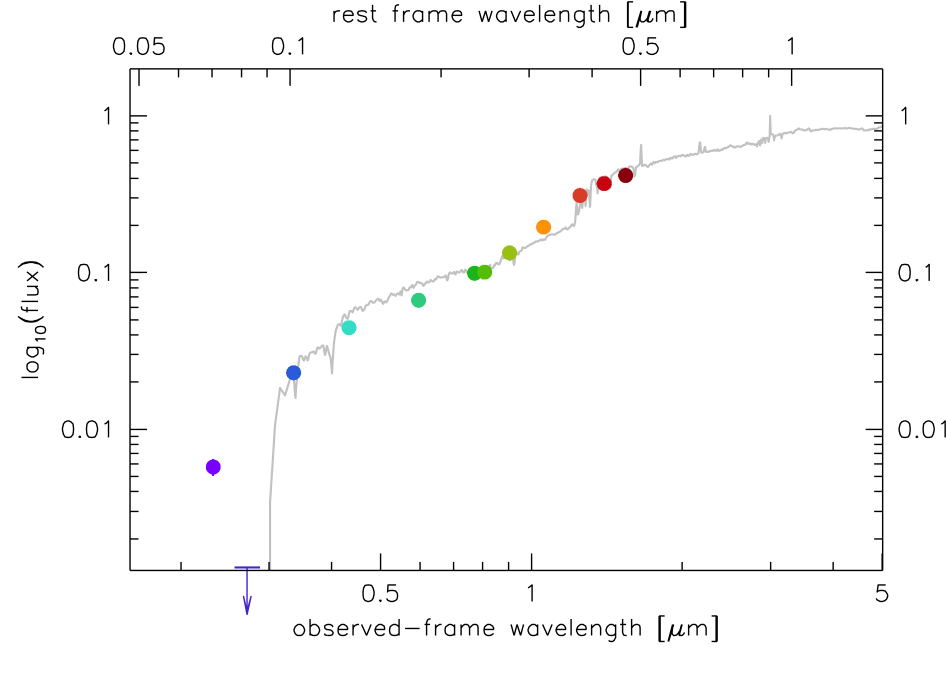 rest frame wavelength [μm]
0.05 0.1 0.5 1
1 1
0.1 0.1
0.01 0.01
log10(flux)
0.5 1 5
observed-frame wavelength [μm]